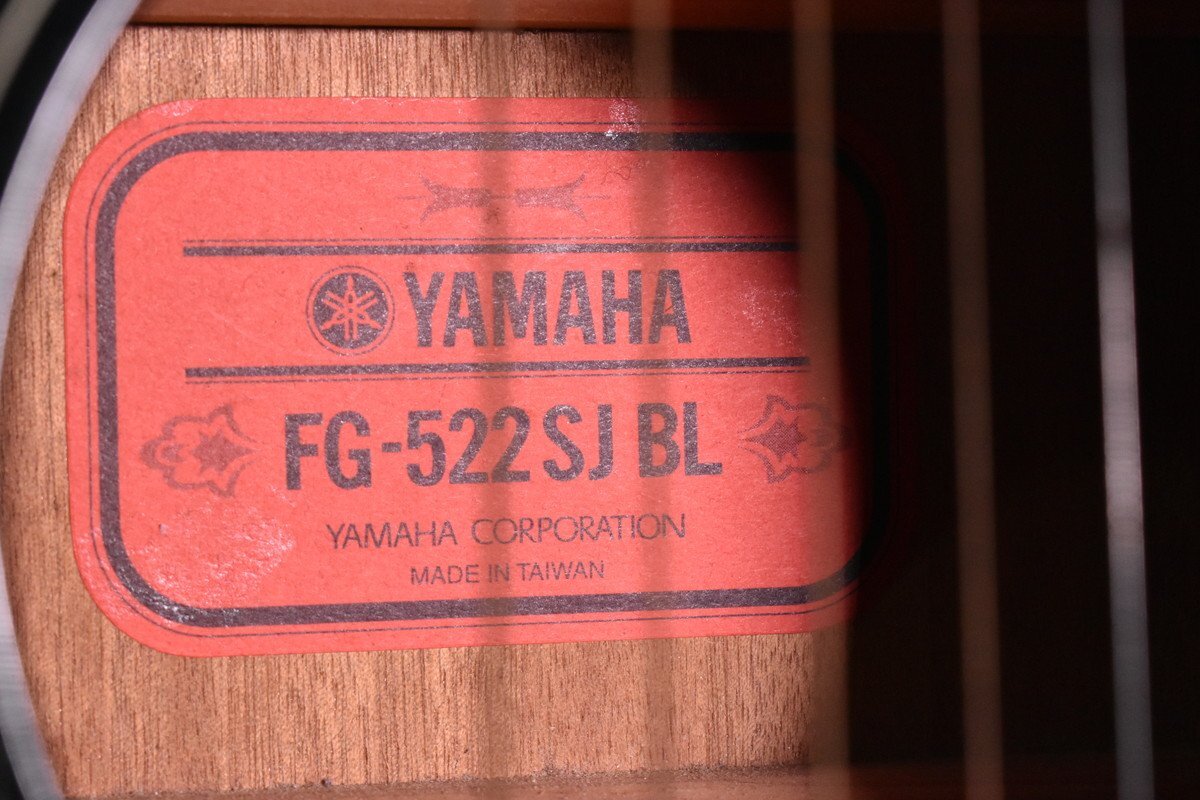 YAMAHA
FG-522SJ BL
YAMAHA CORPORATION
MADE IN TAIWAN